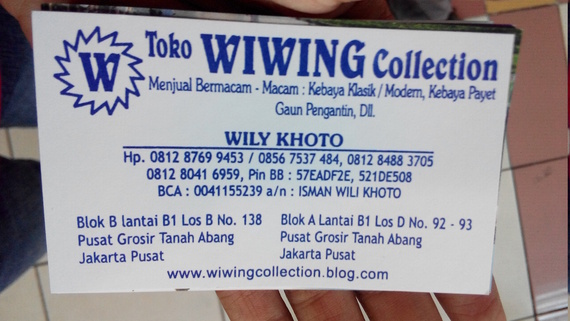 W
Toko WIWING Collection
Menjual Bermacam - Macam : Kebaya Klasik / Modern, Kebaya Payet
Gaun Pengantin, Dll.
WILY KHOTO
Hp. 0812 8769 9453 / 0856 7537 484, 0812 8488 3705
0812 8041 6959, Pin BB : 57EADF2E, 521DE508
BCA : 0041155239 a/n : ISMAN WILI KHOTO
Blok B lantai B1 Los B No. 138
Pusat Grosir Tanah Abang
Jakarta Pusat
Blok A Lantai B1 Los D No. 92 - 93
Pusat Grosir Tanah Abang
Jakarta Pusat
www.wiwingcollection.blog.com